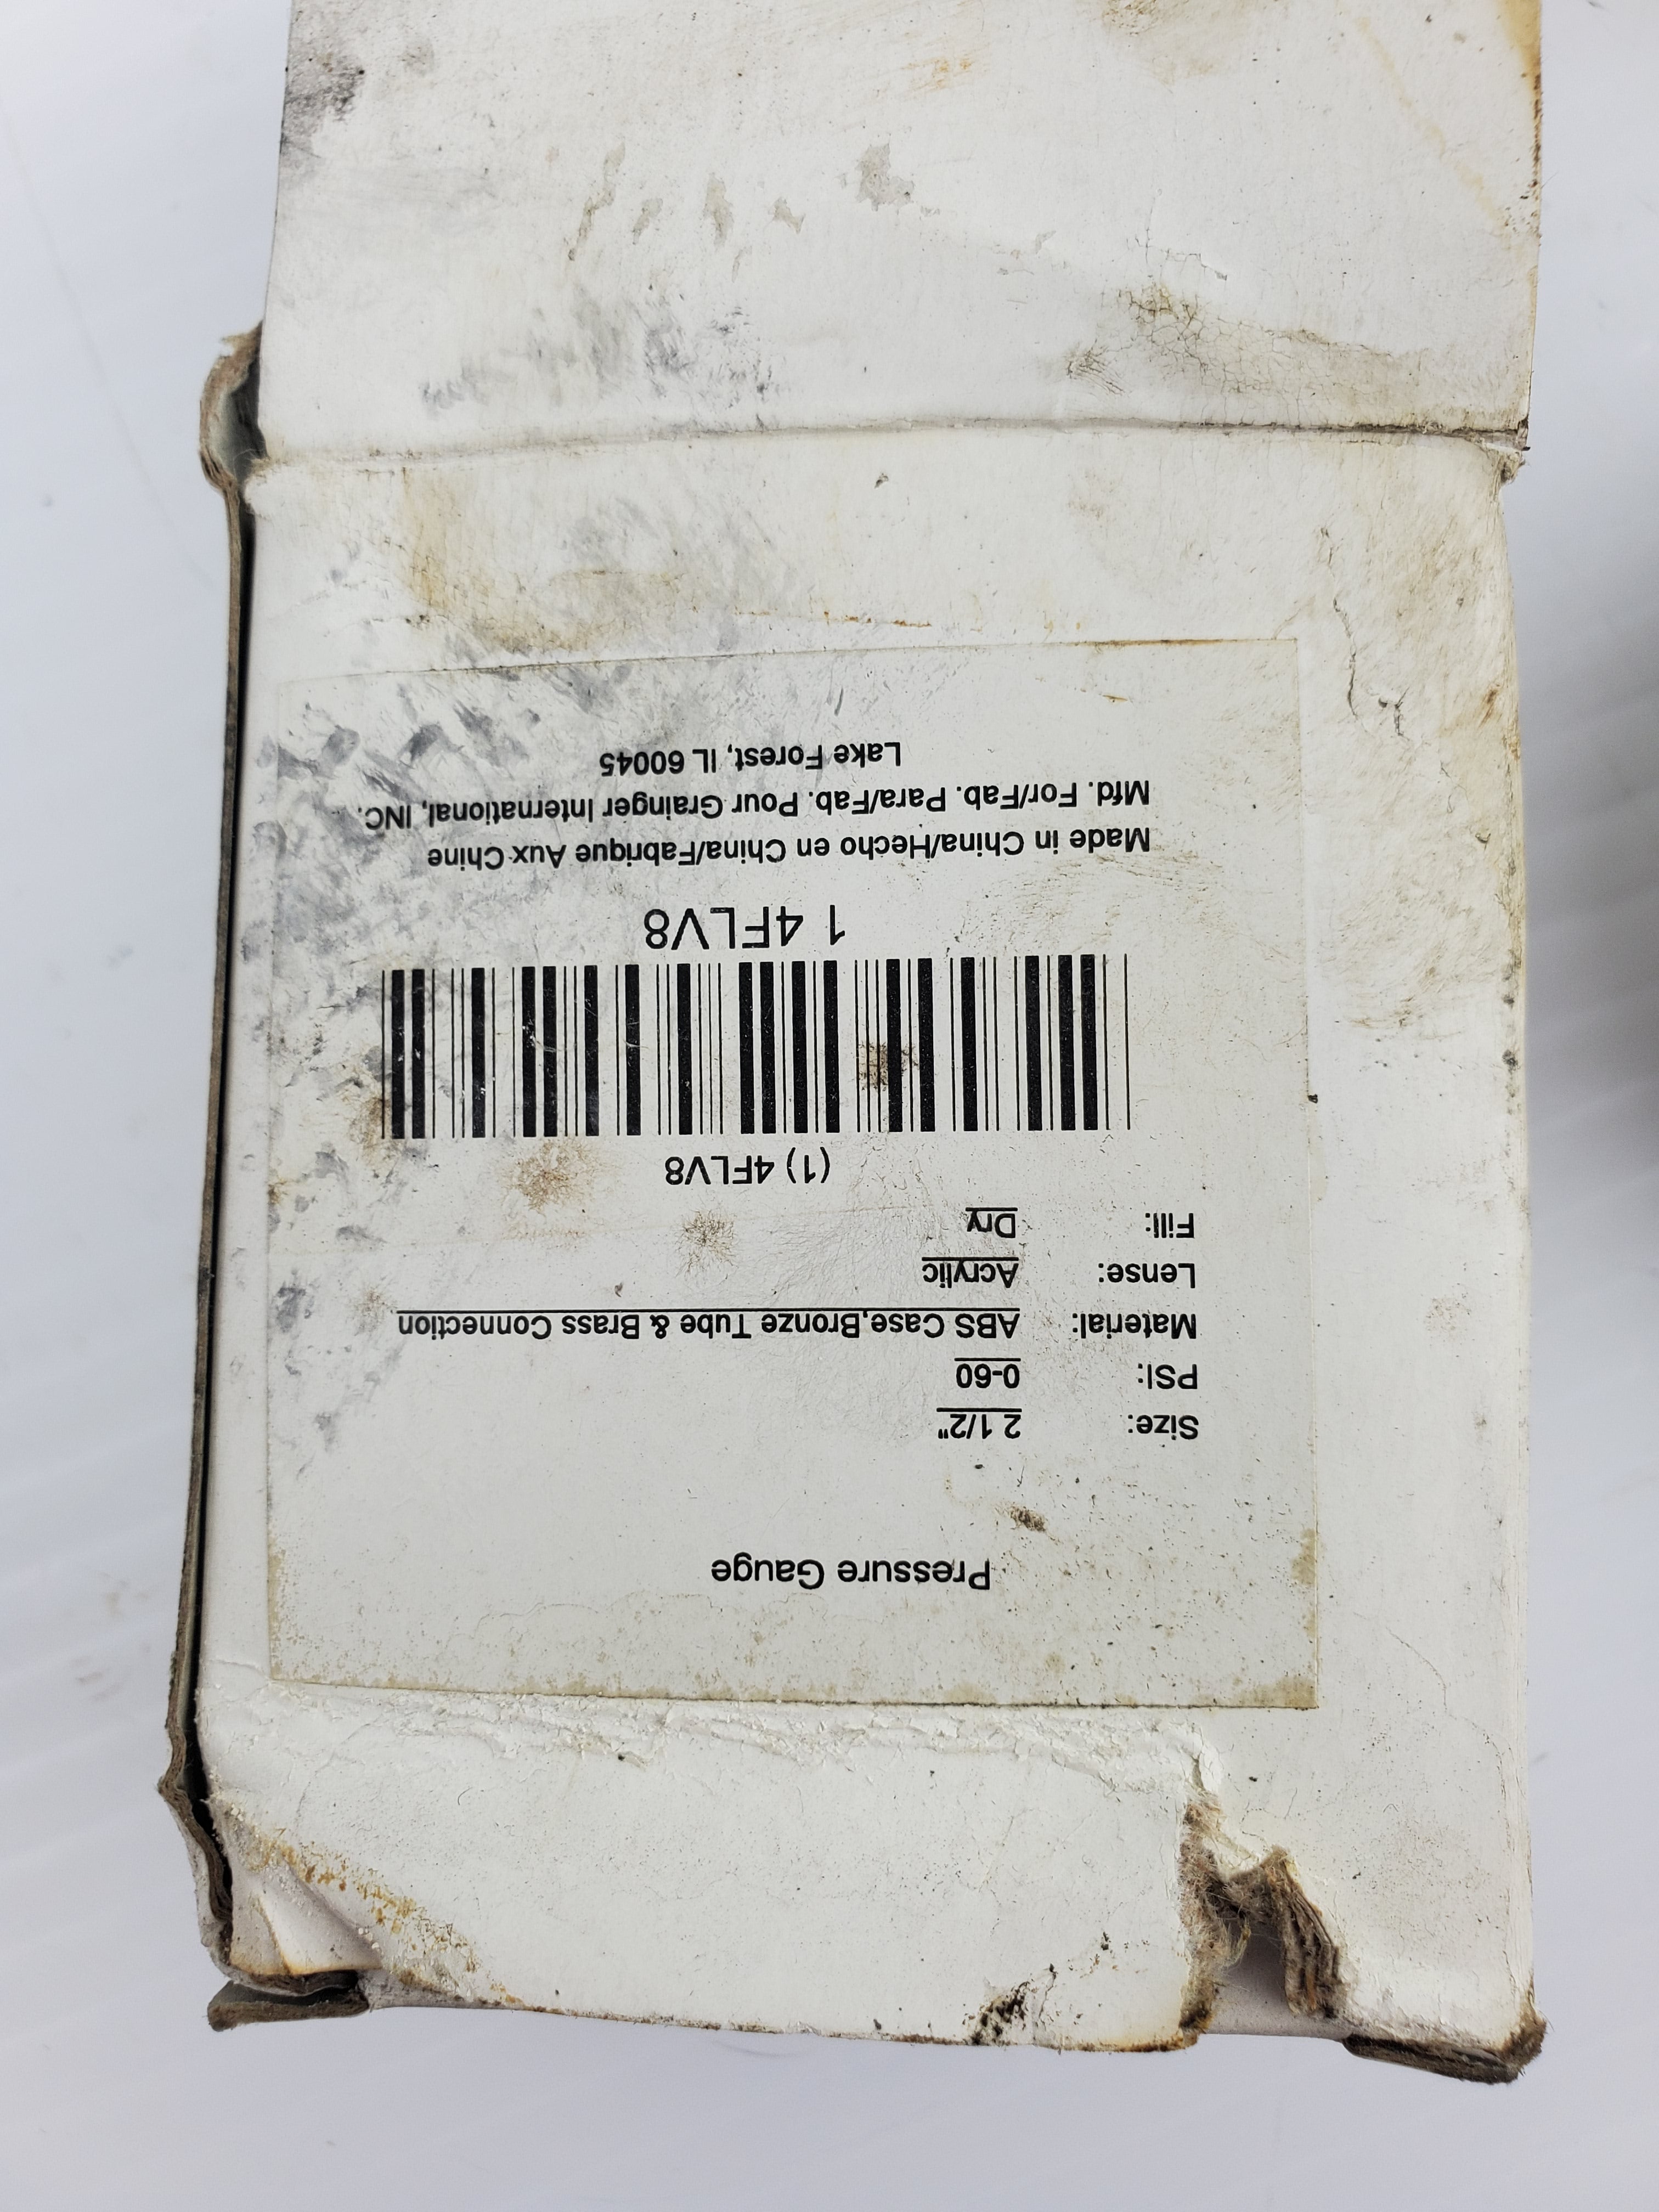 Pressure Gauge
Size: 2 1/2"
PSI: 0-60
Material: ABS Case,Bronze Tube & Brass Connection
Lense: Acrylic
Fill: Dry
(1) 4FLV8
1 4FLV8
Made in China/Hecho en China/Fabrique Aux Chine
Mfd. For/Fab. Para/Fab. Pour Grainger International, INC.
Lake Forest, IL 60045